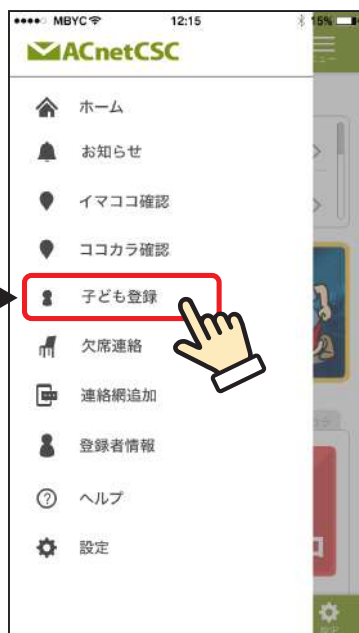 MBYC 12:15 15%
ACnetCSC
ホーム
お知らせ
イマココ確認
ココカラ確認
子ども登録
欠席連絡
連絡網追加
登録者情報
ヘルプ
設定